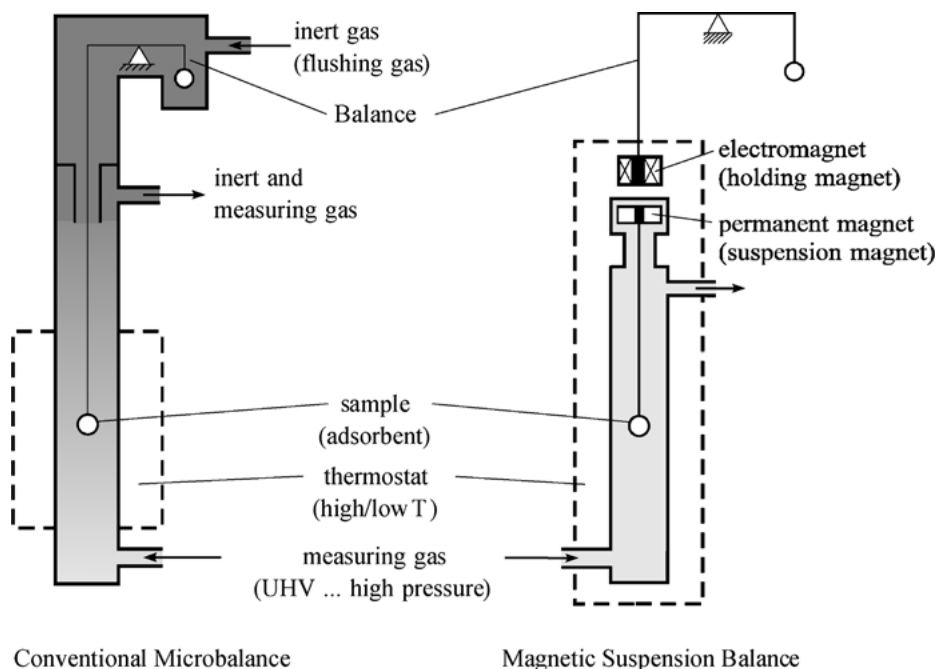 inert gas
(flushing gas)
Balance
inert and
measuring gas
electromagnet
(holding magnet)
permanent magnet
(suspension magnet)
sample
(adsorbent)
thermostat
(high/low T)
measuring gas
(UHV ... high pressure)
Conventional Microbalance
Magnetic Suspension Balance